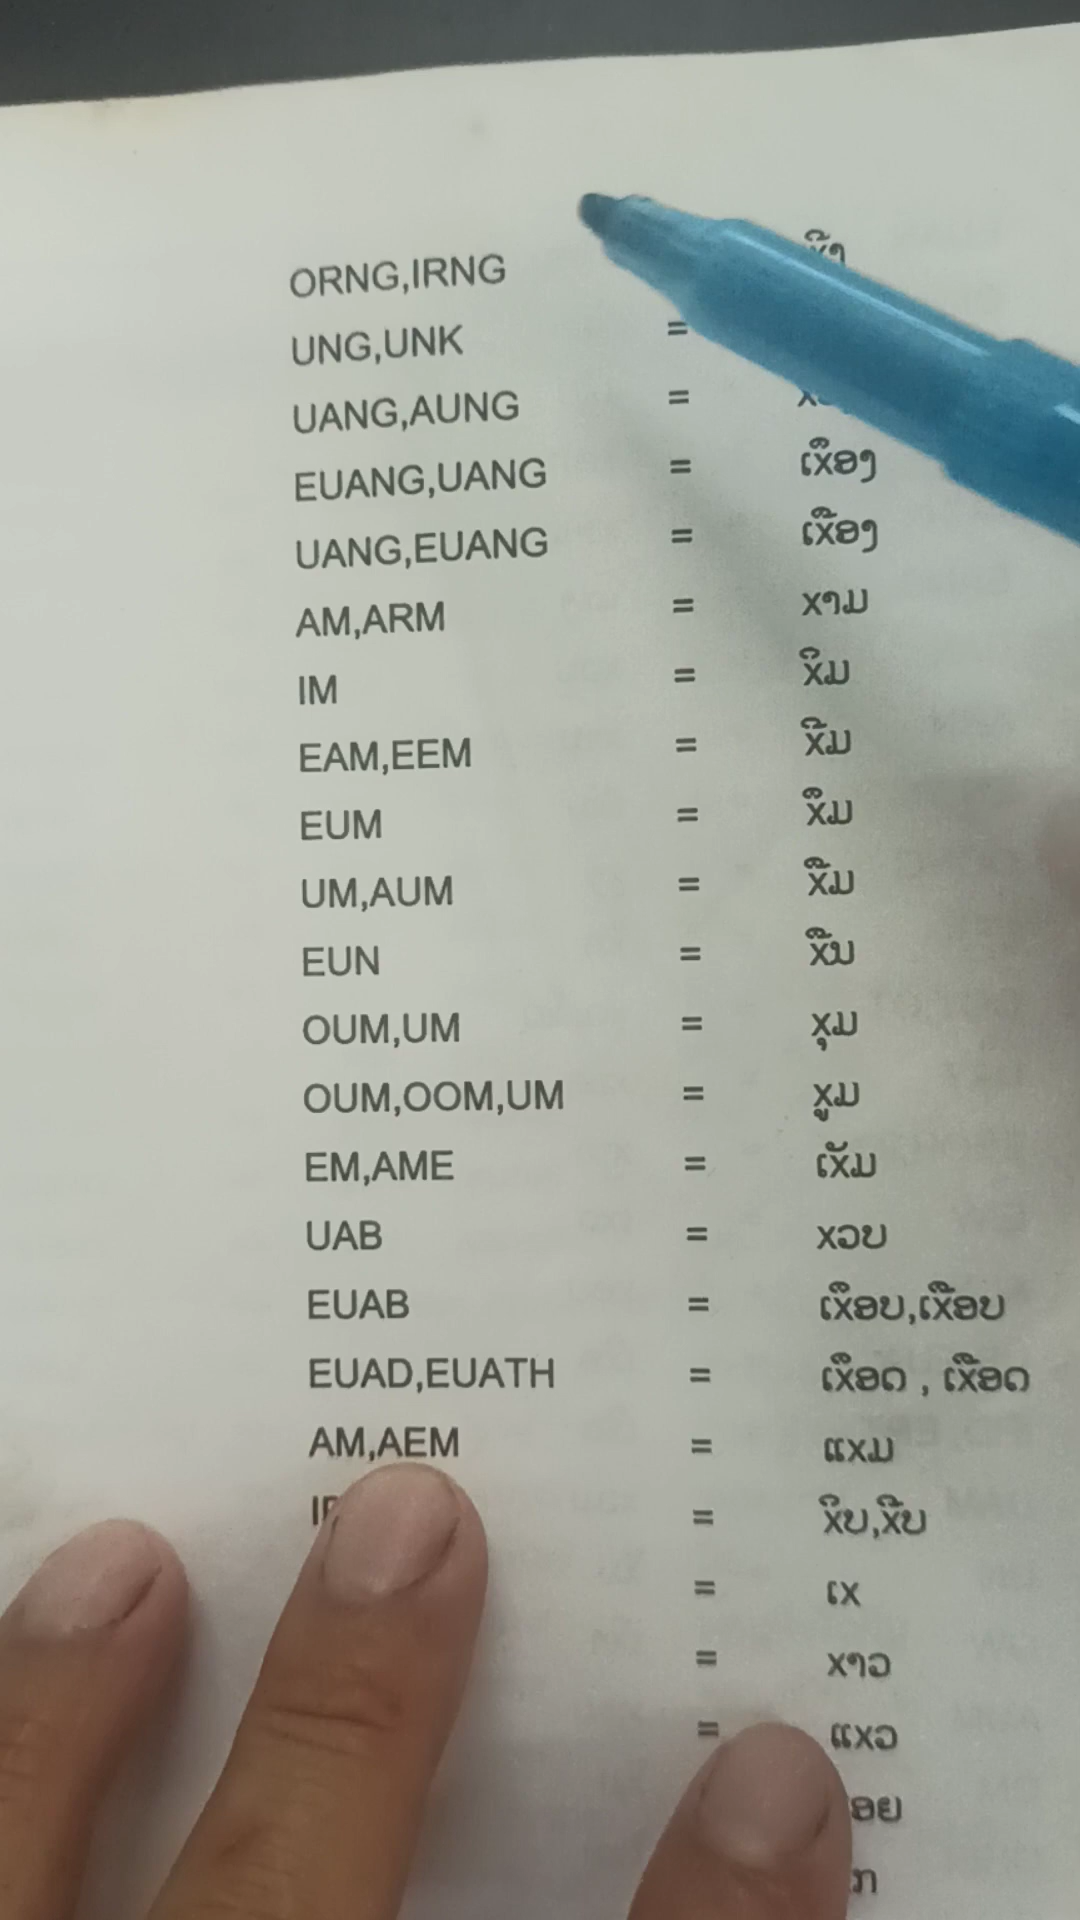 ORNG,IRNG
UNG,UNK =
UANG,AUNG =
EUANG,UANG = ເxຶອງ
UANG,EUANG = ເxືອງ
AM,ARM = xາມ
IM = xິມ
EAM,EEM = xີມ
EUM = xຶມ
UM,AUM = xືມ
EUN = xືນ
OUM,UM = xຸມ
OUM,OOM,UM = xູມ
EM,AME = ເxັມ
UAB = xວບ
EUAB = ເxຶອບ,ເxືອບ
EUAD,EUATH = ເxຶອດ , ເxືອດ
AM,AEM = ແxມ
= xິບ,xີບ
= ເx
= xາວ
= ແxວ